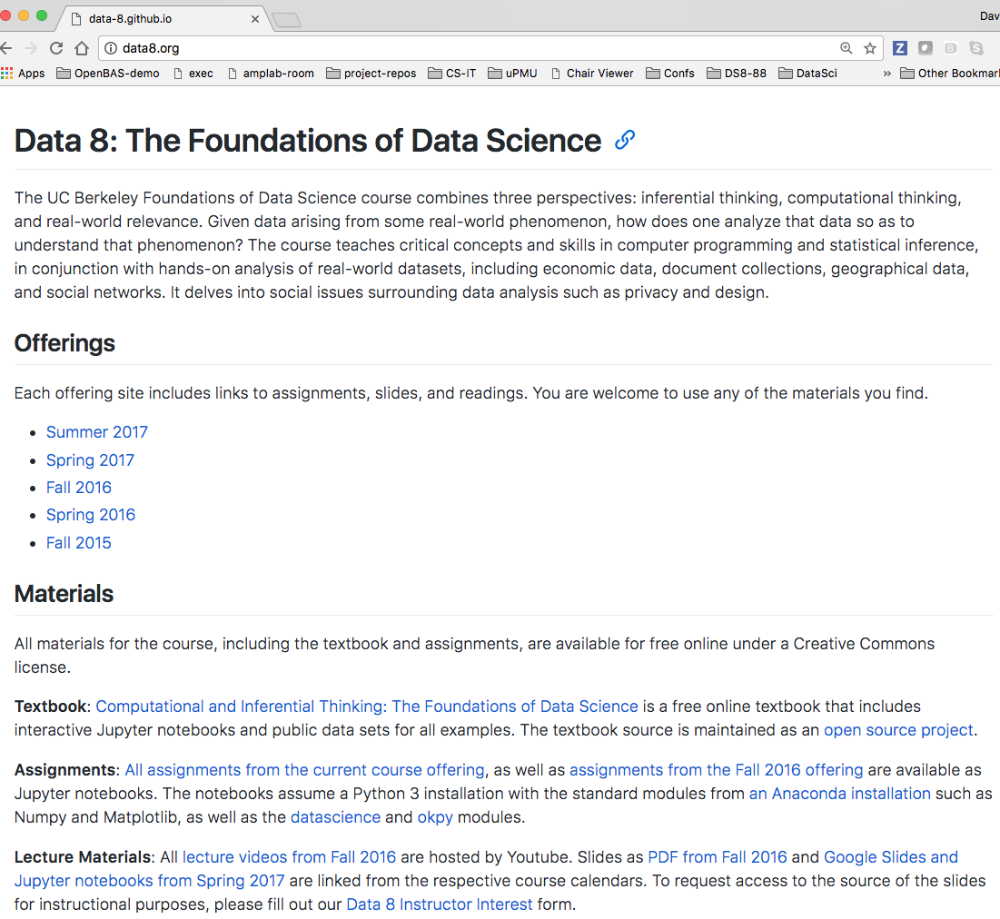 data-8.github.io
Dav
data8.org
Apps OpenBAS-demo exec amplab-room project-repos CS-IT uPMU Chair Viewer Confs DS8-88 DataSci » Other Bookmar
Data 8: The Foundations of Data Science
The UC Berkeley Foundations of Data Science course combines three perspectives: inferential thinking, computational thinking,
and real-world relevance. Given data arising from some real-world phenomenon, how does one analyze that data so as to
understand that phenomenon? The course teaches critical concepts and skills in computer programming and statistical inference,
in conjunction with hands-on analysis of real-world datasets, including economic data, document collections, geographical data,
and social networks. It delves into social issues surrounding data analysis such as privacy and design.
Offerings
Each offering site includes links to assignments, slides, and readings. You are welcome to use any of the materials you find.
• Summer 2017
• Spring 2017
• Fall 2016
• Spring 2016
• Fall 2015
Materials
All materials for the course, including the textbook and assignments, are available for free online under a Creative Commons
license.
Textbook: Computational and Inferential Thinking: The Foundations of Data Science is a free online textbook that includes
interactive Jupyter notebooks and public data sets for all examples. The textbook source is maintained as an open source project.
Assignments: All assignments from the current course offering, as well as assignments from the Fall 2016 offering are available as
Jupyter notebooks. The notebooks assume a Python 3 installation with the standard modules from an Anaconda installation such as
Numpy and Matplotlib, as well as the datascience and okpy modules.
Lecture Materials: All lecture videos from Fall 2016 are hosted by Youtube. Slides as PDF from Fall 2016 and Google Slides and
Jupyter notebooks from Spring 2017 are linked from the respective course calendars. To request access to the source of the slides
for instructional purposes, please fill out our Data 8 Instructor Interest form.